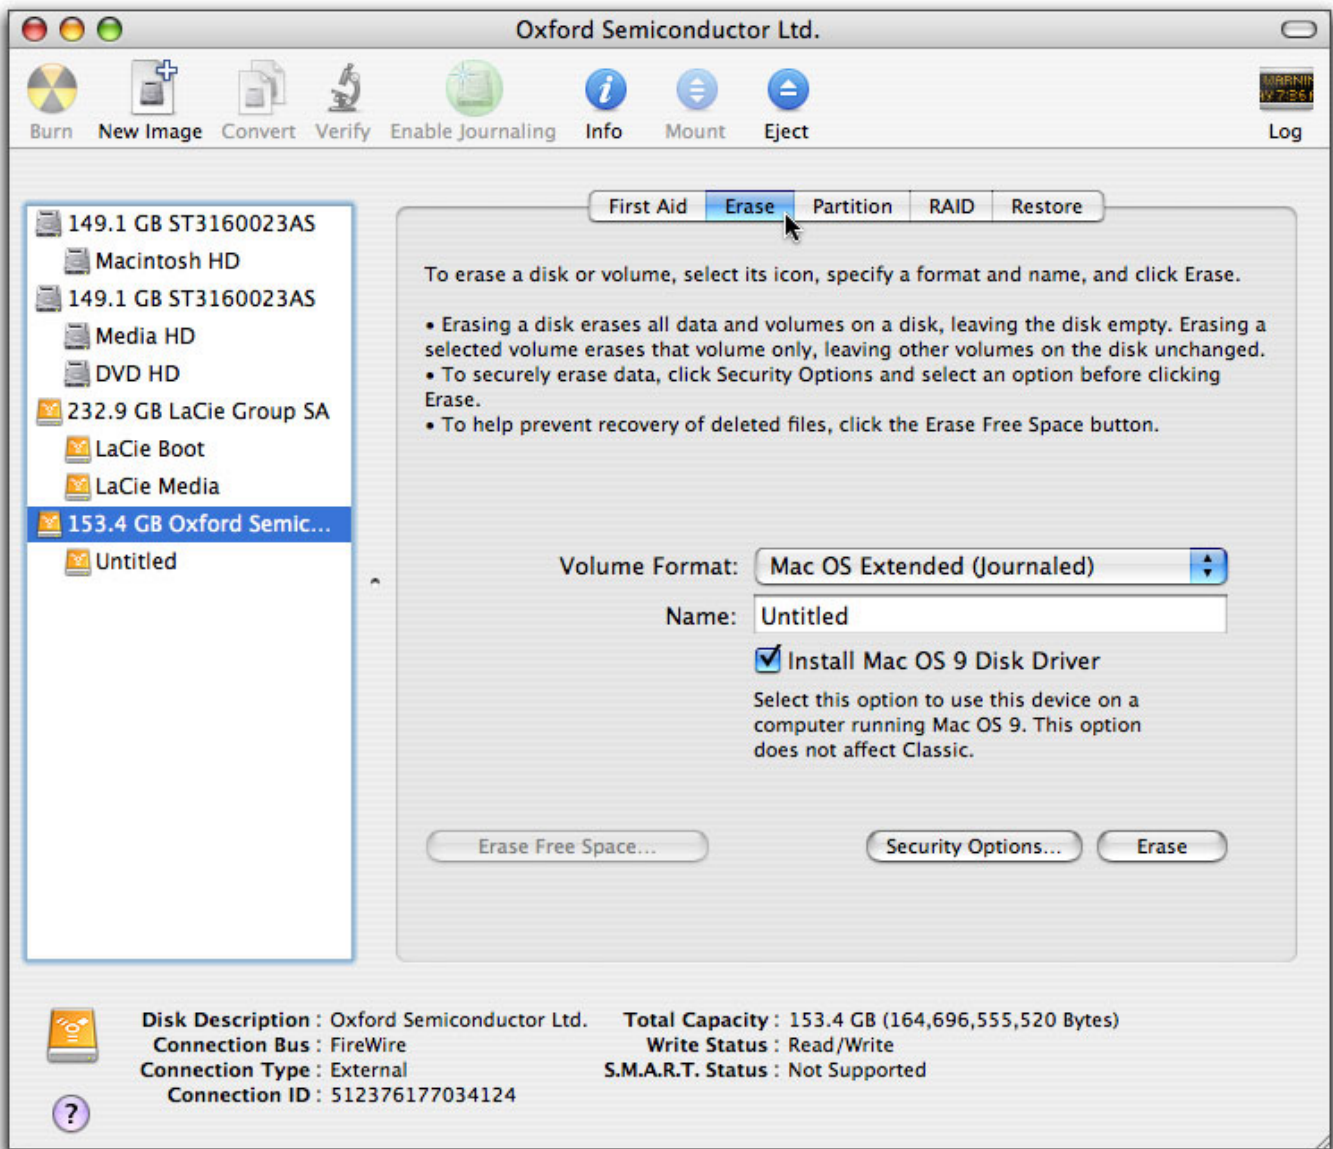 Oxford Semiconductor Ltd.
Burn New Image Convert Verify Enable Journaling Info Mount Eject Log
149.1 GB ST3160023AS
Macintosh HD
149.1 GB ST3160023AS
Media HD
DVD HD
232.9 GB LaCie Group SA
LaCie Boot
LaCie Media
153.4 GB Oxford Semic...
Untitled
First Aid Erase Partition RAID Restore
To erase a disk or volume, select its icon, specify a format and name, and click Erase.
• Erasing a disk erases all data and volumes on a disk, leaving the disk empty. Erasing a
selected volume erases that volume only, leaving other volumes on the disk unchanged.
• To securely erase data, click Security Options and select an option before clicking
Erase.
• To help prevent recovery of deleted files, click the Erase Free Space button.
Volume Format: Mac OS Extended (Journaled)
Name: Untitled
Install Mac OS 9 Disk Driver
Select this option to use this device on a
computer running Mac OS 9. This option
does not affect Classic.
Erase Free Space... Security Options... Erase
Disk Description : Oxford Semiconductor Ltd. Total Capacity : 153.4 GB (164,696,555,520 Bytes)
Connection Bus : FireWire Write Status : Read/Write
Connection Type : External S.M.A.R.T. Status : Not Supported
Connection ID : 512376177034124
?